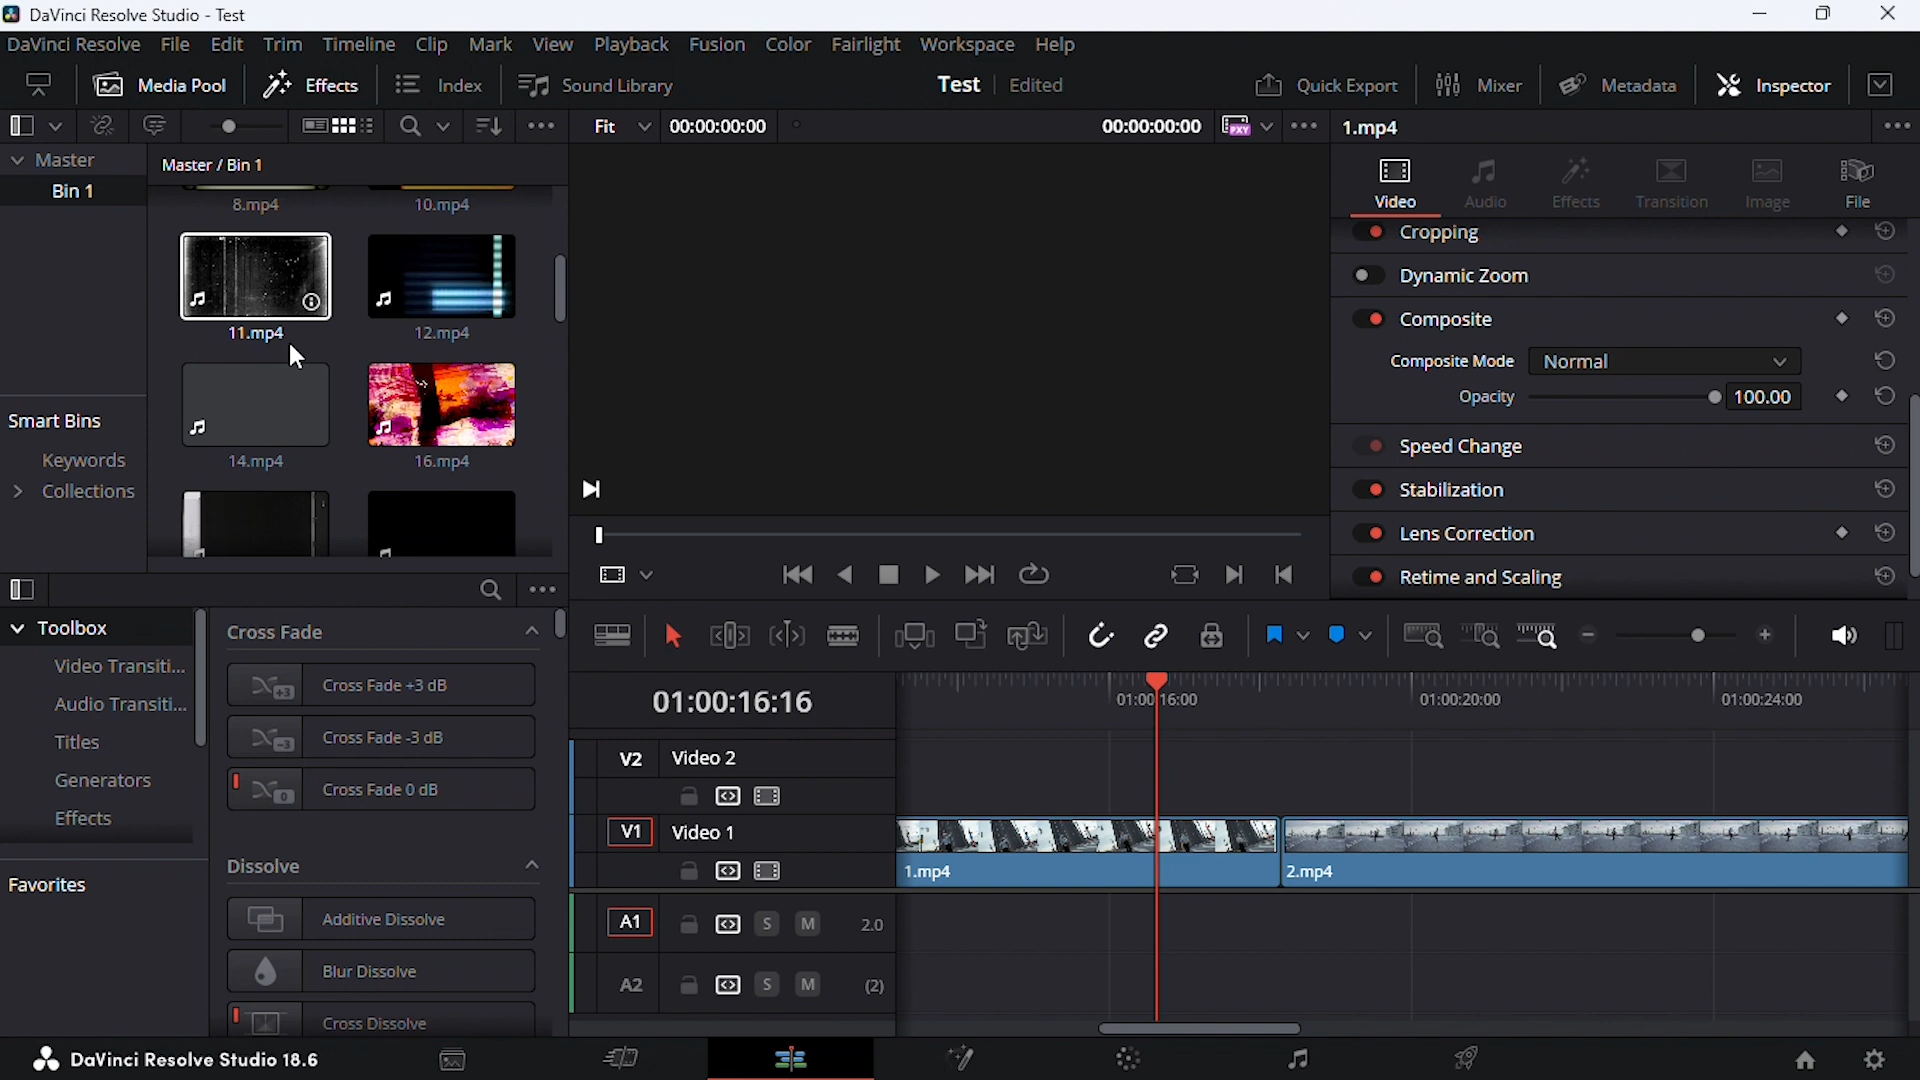 DaVinci Resolve Studio - Test
DaVinci Resolve File Edit Trim Timeline Clip Mark View Playback Fusion Color Fairlight Workspace Help
Media Pool Effects Index Sound Library Test Edited Quick Export Mixer Metadata Inspector
Fit 00:00:00:00 00:00:00:00 PXY 1.mp4
Master
Bin 1
Master / Bin 1
8.mp4 10.mp4
11.mp4 12.mp4
14.mp4 16.mp4
Smart Bins
Keywords
Collections
Video Audio Effects Transition Image File
Cropping
Dynamic Zoom
Composite
Composite Mode Normal
Opacity 100.00
Speed Change
Stabilization
Lens Correction
Retime and Scaling
Toolbox
Video Transiti...
Audio Transiti...
Titles
Generators
Effects
Favorites
Cross Fade
+3 Cross Fade +3 dB
-3 Cross Fade -3 dB
0 Cross Fade 0 dB
Dissolve
Additive Dissolve
Blur Dissolve
Cross Dissolve
01:00:16:16
01:00:16:00 01:00:20:00 01:00:24:00
V2 Video 2
V1 Video 1
1.mp4 2.mp4
A1 S M 2.0
A2 S M (2)
DaVinci Resolve Studio 18.6